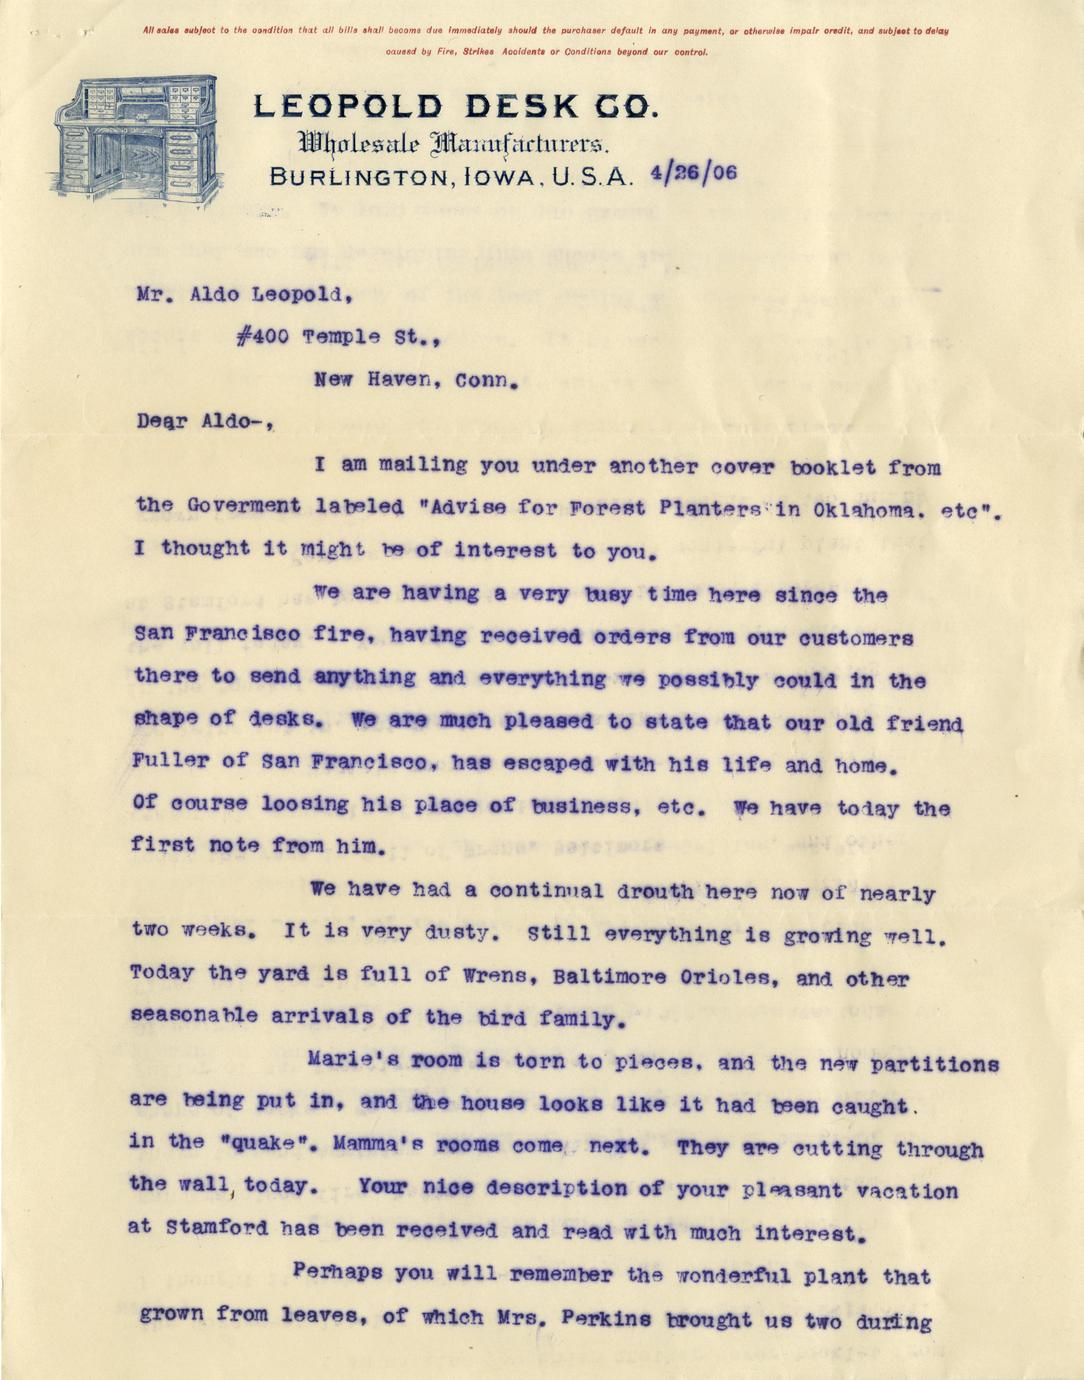 All sales subject to the condition that all bills shall become due immediately should the purchaser default in any payment, or otherwise impair credit, and subject to delay
caused by Fire, Strikes Accidents or Conditions beyond our control.
LEOPOLD DESK CO.
Wholesale Manufacturers.
BURLINGTON, IOWA, U.S.A. 4/26/06
Mr. Aldo Leopold,
#400 Temple St.,
New Haven, Conn.
Dear Aldo-,
I am mailing you under another cover booklet from
the Goverment labeled "Advise for Forest Planters in Oklahoma. etc".
I thought it might be of interest to you.
We are having a very busy time here since the
San Francisco fire, having received orders from our customers
there to send anything and everything we possibly could in the
shape of desks. We are much pleased to state that our old friend
Fuller of San Francisco, has escaped with his life and home.
Of course loosing his place of business, etc. We have today the
first note from him.
We have had a continual drouth here now of nearly
two weeks. It is very dusty. Still everything is growing well.
Today the yard is full of Wrens, Baltimore Orioles, and other
seasonable arrivals of the bird family.
Marie's room is torn to pieces, and the new partitions
are being put in, and the house looks like it had been caught.
in the "quake". Mamma's rooms come next. They are cutting through
the wall, today. Your nice description of your pleasant vacation
at Stamford has been received and read with much interest.
Perhaps you will remember the wonderful plant that
grown from leaves, of which Mrs. Perkins brought us two during